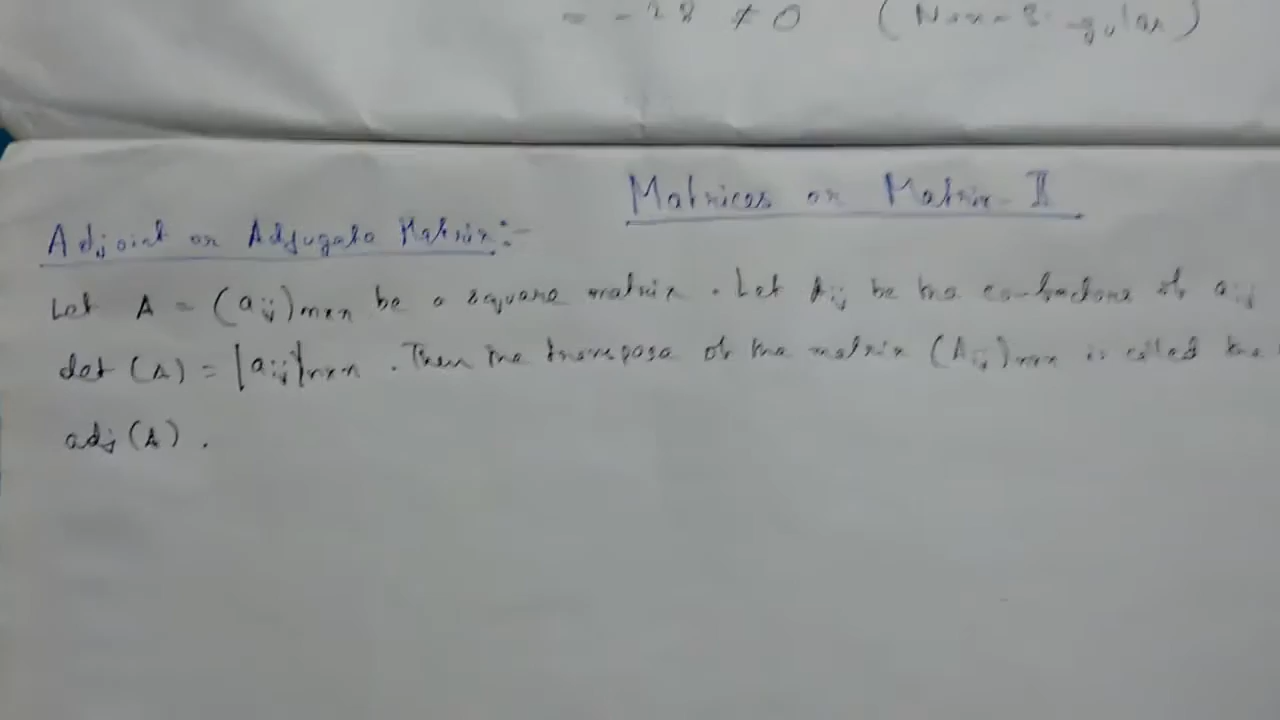 = -28 ≠ 0 (Non-Singular)
Matrices or Matrix-II
Adjoint or Adjugate Matrix:-
Let A = (aij)n×n be a square matrix. Let Aij be the co-factors of aij
det (A) = |aij|n×n. Then the transpose of the matrix (Aij)n×n is called the
adj(A).